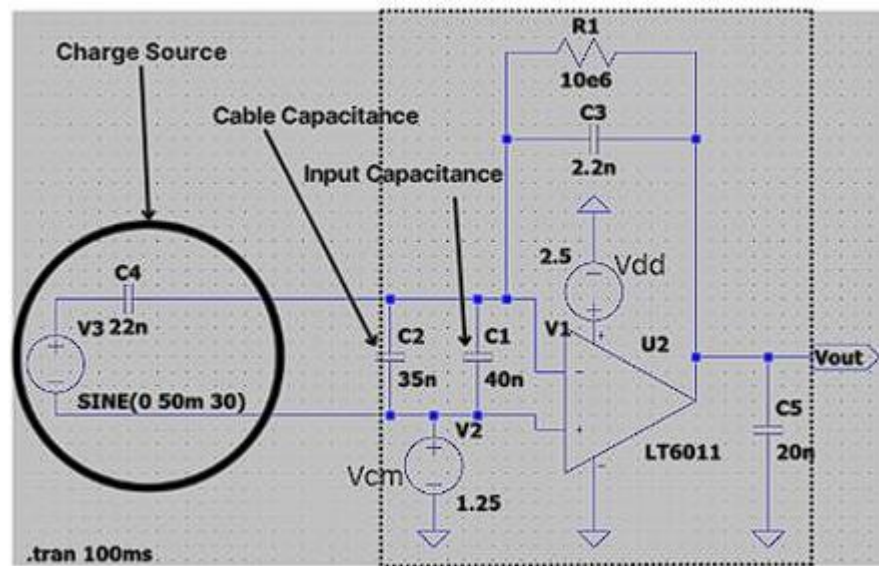 Charge Source
Cable Capacitance
Input Capacitance
R1
10e6
C3
2.2n
2.5
Vdd
C4
22n
V3
SINE(0 50m 30)
C2
35n
C1
40n
V1
U2
LT6011
Vout
C5
20n
V2
Vcm
1.25
.tran 100ms